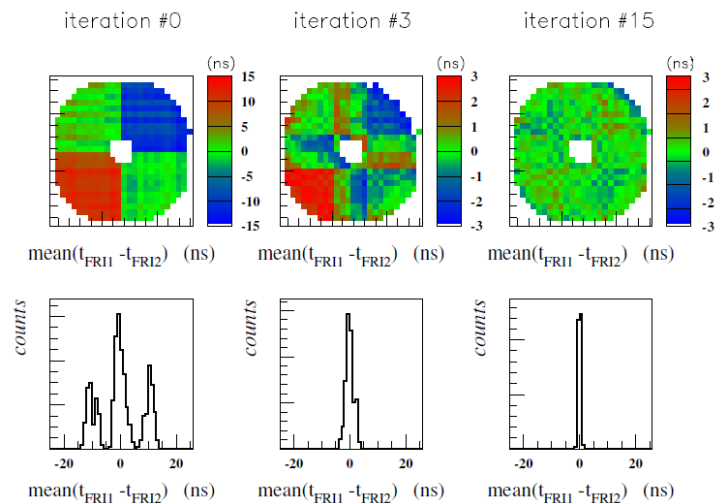 iteration #0 iteration #3 iteration #15
(ns) (ns) (ns)
15 3 3
10 2 2
5 1 1
0 0 0
-5 -1 -1
-10 -2 -2
-15 -3 -3
mean(tFRI1 -tFRI2) (ns) mean(tFRI1 -tFRI2) (ns) mean(tFRI1 -tFRI2) (ns)
counts counts counts
-20 0 20 -20 0 20 -20 0 20
mean(tFRI1 -tFRI2) (ns) mean(tFRI1 -tFRI2) (ns) mean(tFRI1 -tFRI2) (ns)